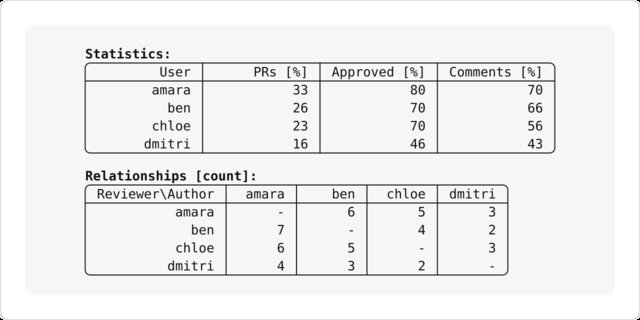 Statistics:
User PRs [%] Approved [%] Comments [%]
amara 33 80 70
ben 26 70 66
chloe 23 70 56
dmitri 16 46 43
Relationships [count]:
Reviewer\Author amara ben chloe dmitri
amara - 6 5 3
ben 7 - 4 2
chloe 6 5 - 3
dmitri 4 3 2 -